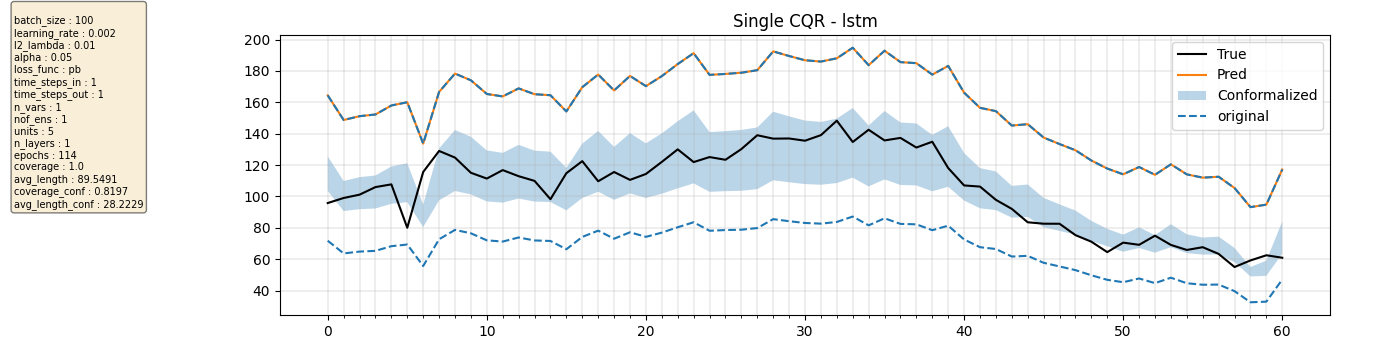 batch_size : 100
learning_rate : 0.002
l2_lambda : 0.01
alpha : 0.05
loss_func : pb
time_steps_in : 1
time_steps_out : 1
n_vars : 1
nof_ens : 1
units : 5
n_layers : 1
epochs : 114
coverage : 1.0
avg_length : 89.5491
coverage_conf : 0.8197
avg_length_conf : 28.2229
Single CQR - lstm
200
180
160
140
120
100
80
60
40
True
Pred
Conformalized
original
0 10 20 30 40 50 60